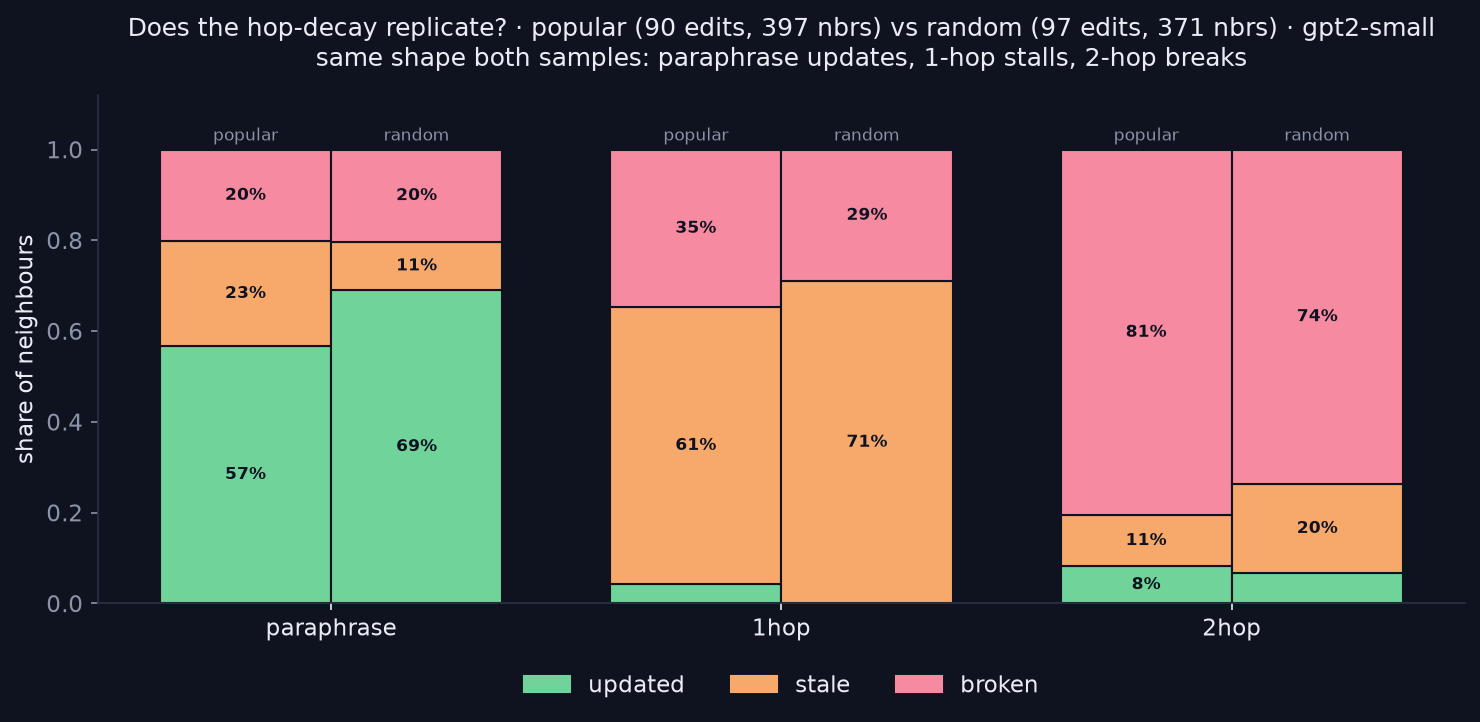 Does the hop-decay replicate? · popular (90 edits, 397 nbrs) vs random (97 edits, 371 nbrs) · gpt2-small
same shape both samples: paraphrase updates, 1-hop stalls, 2-hop breaks
popular random popular random popular random
1.0
0.8
0.6
0.4
0.2
0.0
share of neighbours
20% 20%
23% 11%
57% 69%
35% 29%
61% 71%
81% 74%
11% 20%
8%
paraphrase 1hop 2hop
updated stale broken